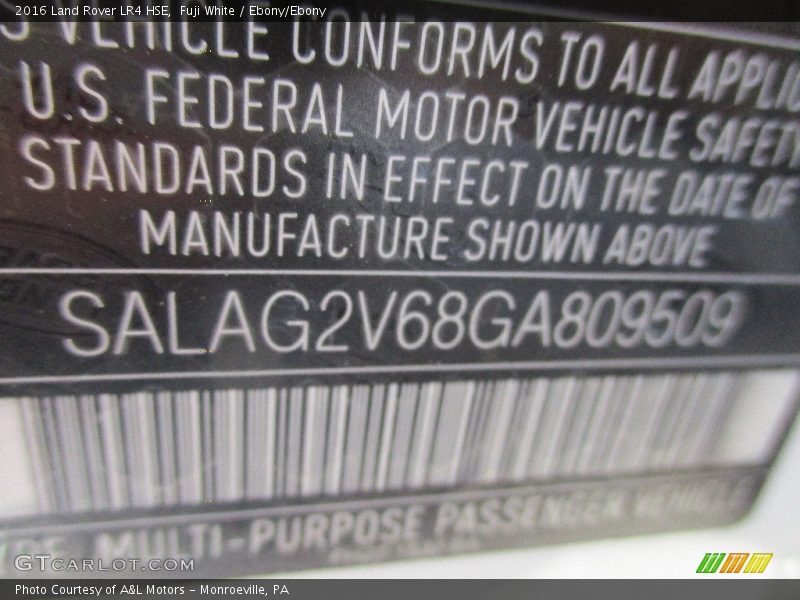 2016 Land Rover LR4 HSE, Fuji White / Ebony/Ebony
VEHICLE CONFORMS TO ALL APPLIC
U.S. FEDERAL MOTOR VEHICLE SAFETY
STANDARDS IN EFFECT ON THE DATE OF
MANUFACTURE SHOWN ABOVE
SALAG2V68GA809509
MULTI-PURPOSE PASSENGER VEHICLE
GTCARLOT.COM
Photo Courtesy of A&L Motors - Monroeville, PA